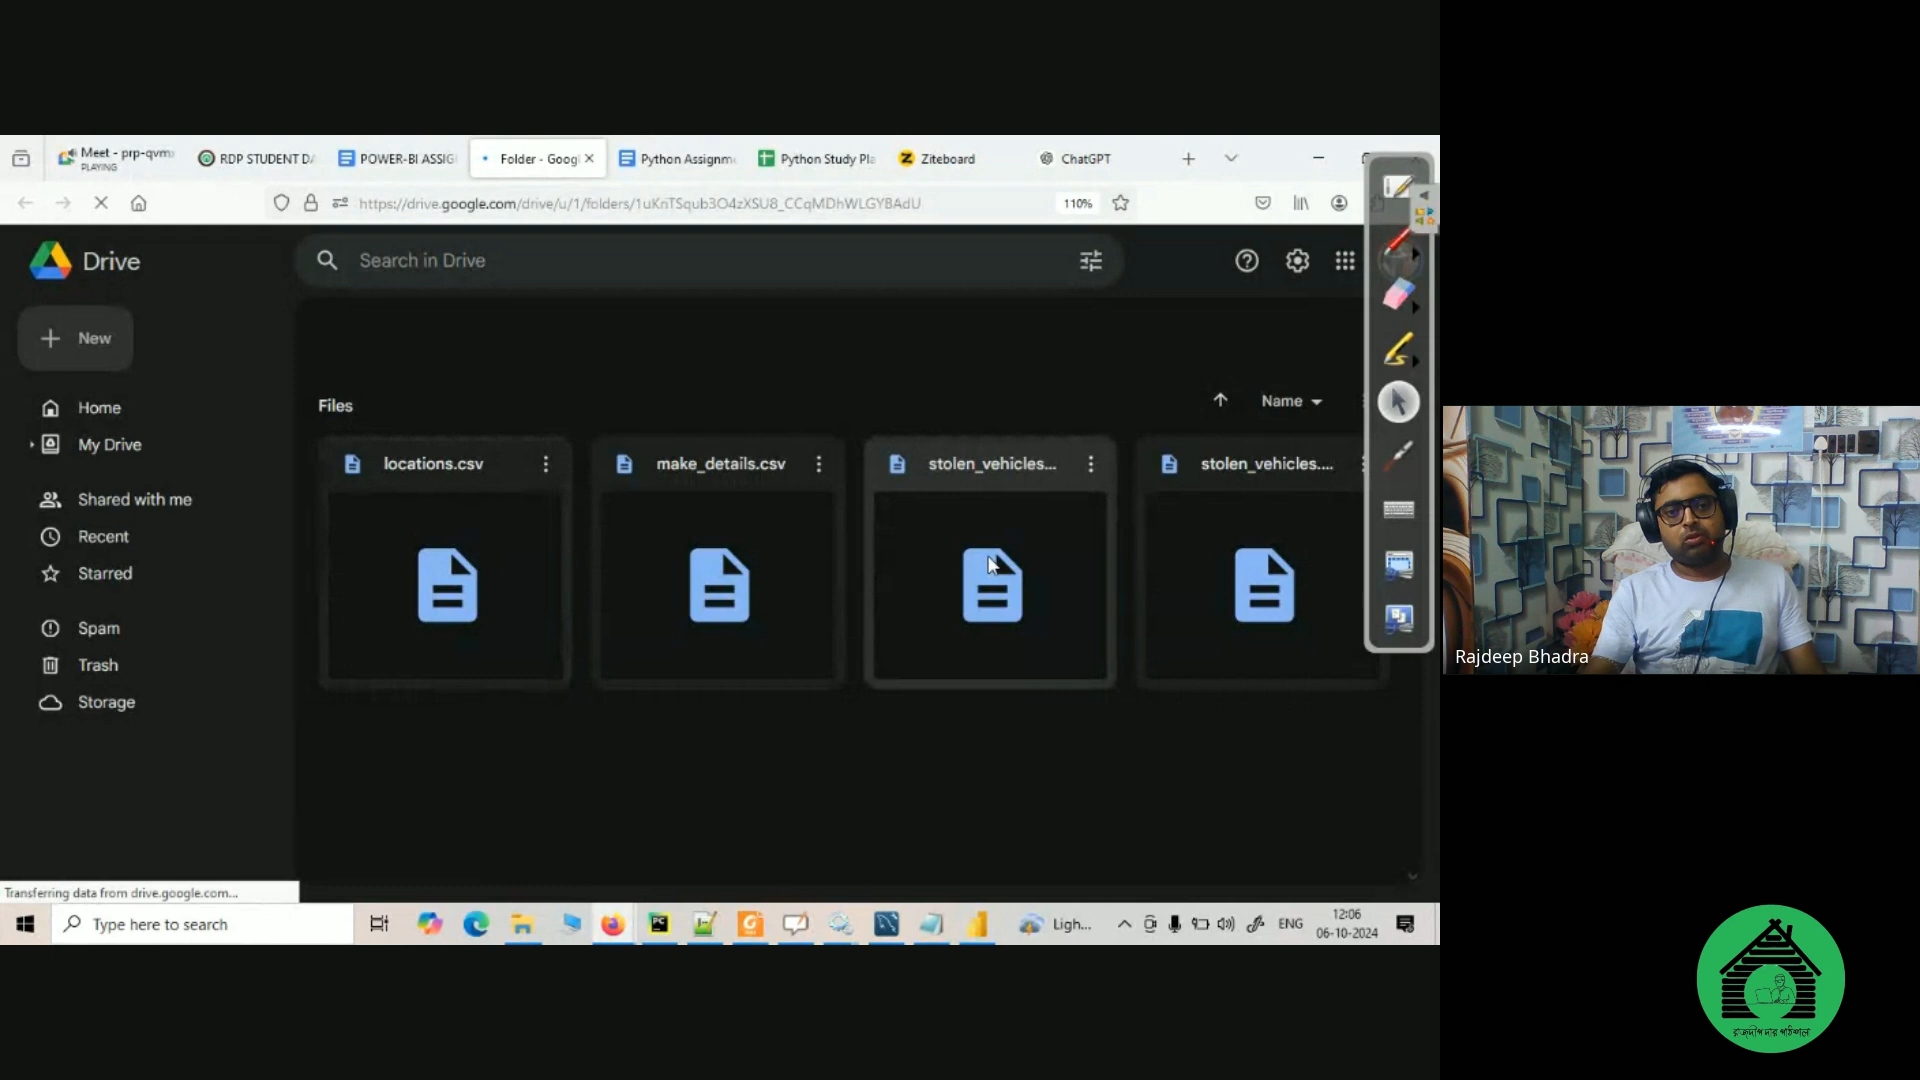 Meet - prp-qvm
PLAYING
RDP STUDENT D
POWER-BI ASSIG
Folder - Goog
Python Assignm
Python Study Pl
Ziteboard
ChatGPT
https://drive.google.com/drive/u/1/folders/1uKnTSqub3O4zXSU8_CCqMDhWLGYBAdU
110%
Drive
Search in Drive
New
Home
My Drive
Shared with me
Recent
Starred
Spam
Trash
Storage
Files
Name
locations.csv
make_details.csv
stolen_vehicles...
stolen_vehicles....
Transferring data from drive.google.com...
Type here to search
Ligh...
ENG
12:06
06-10-2024
Rajdeep Bhadra
রাজদীপ দার পাঠশালা